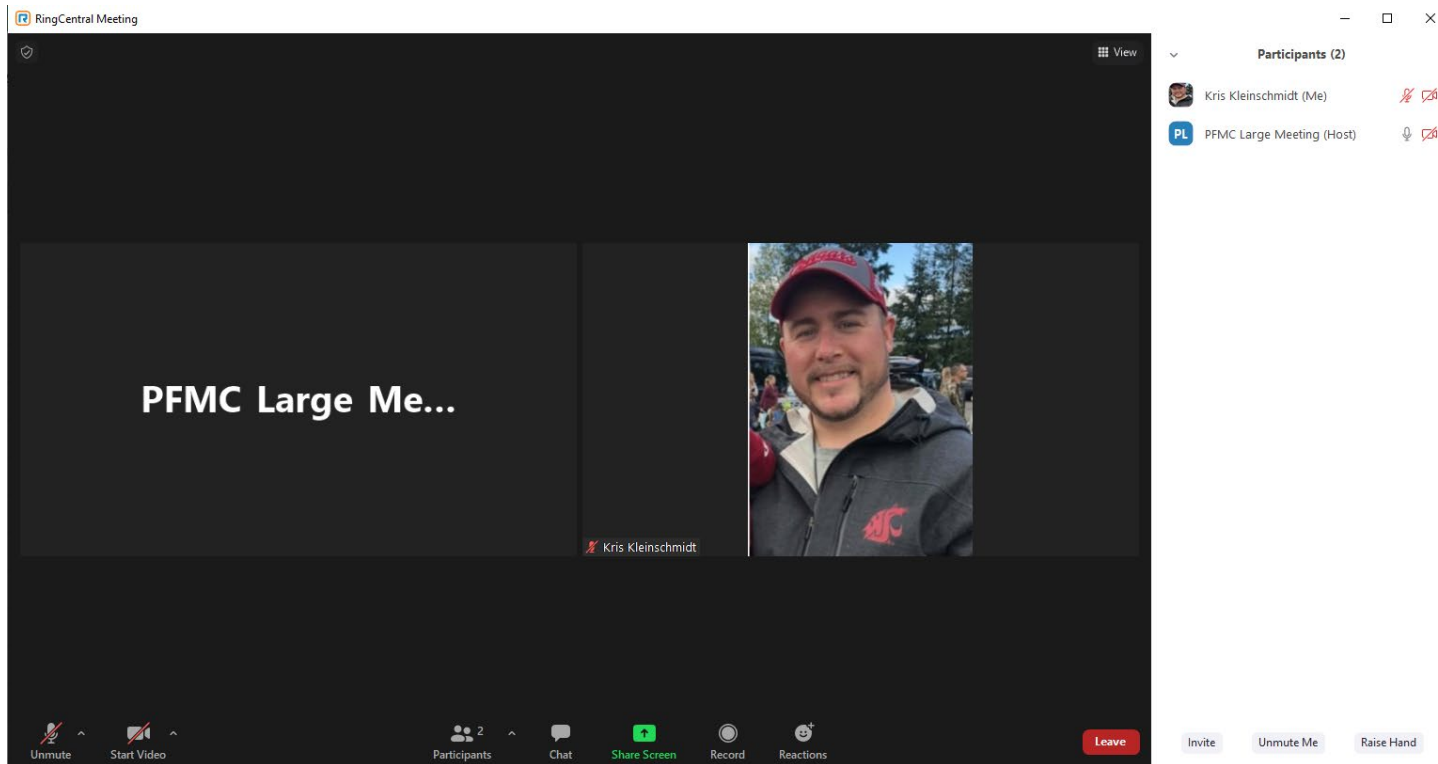 RingCentral Meeting
View
Participants (2)
Kris Kleinschmidt (Me)
PL
PFMC Large Meeting (Host)
PFMC Large Me...
Kris Kleinschmidt
Unmute
Start Video
2
Participants
Chat
Share Screen
Record
Reactions
Leave
Invite
Unmute Me
Raise Hand